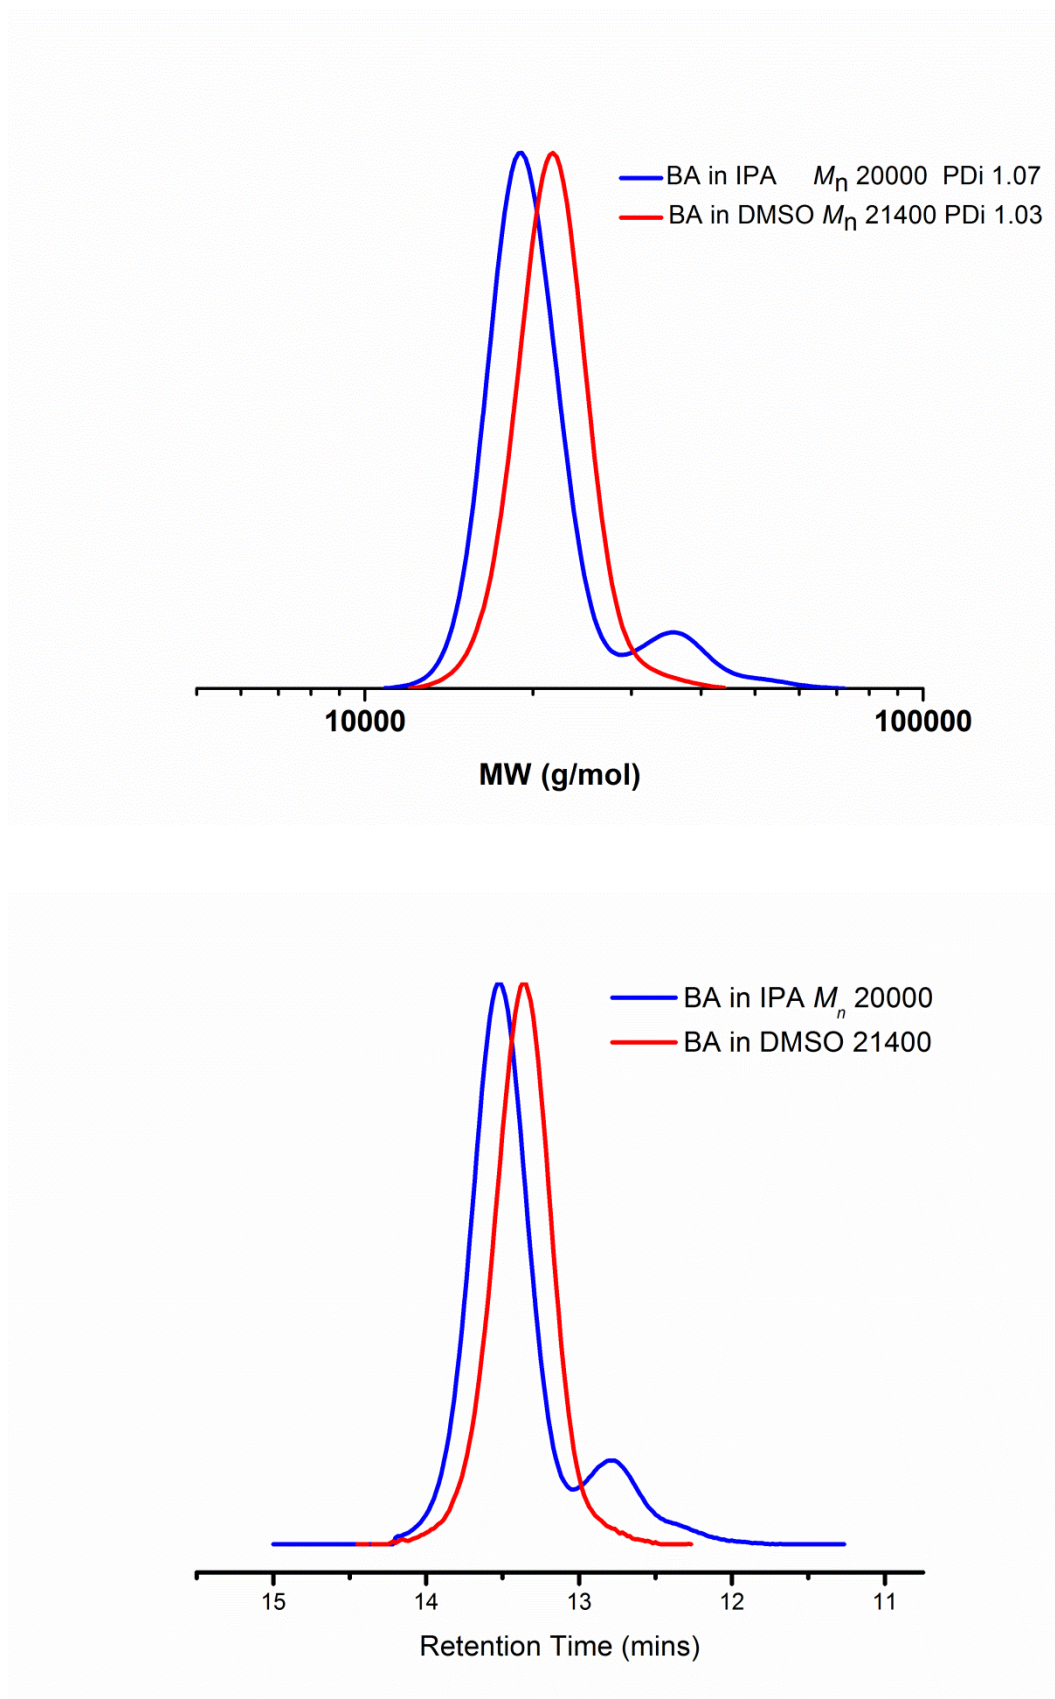 BA in IPA Mn 20000 PDi 1.07
BA in DMSO Mn 21400 PDi 1.03
10000 100000
MW (g/mol)
BA in IPA Mn 20000
BA in DMSO 21400
15 14 13 12 11
Retention Time (mins)